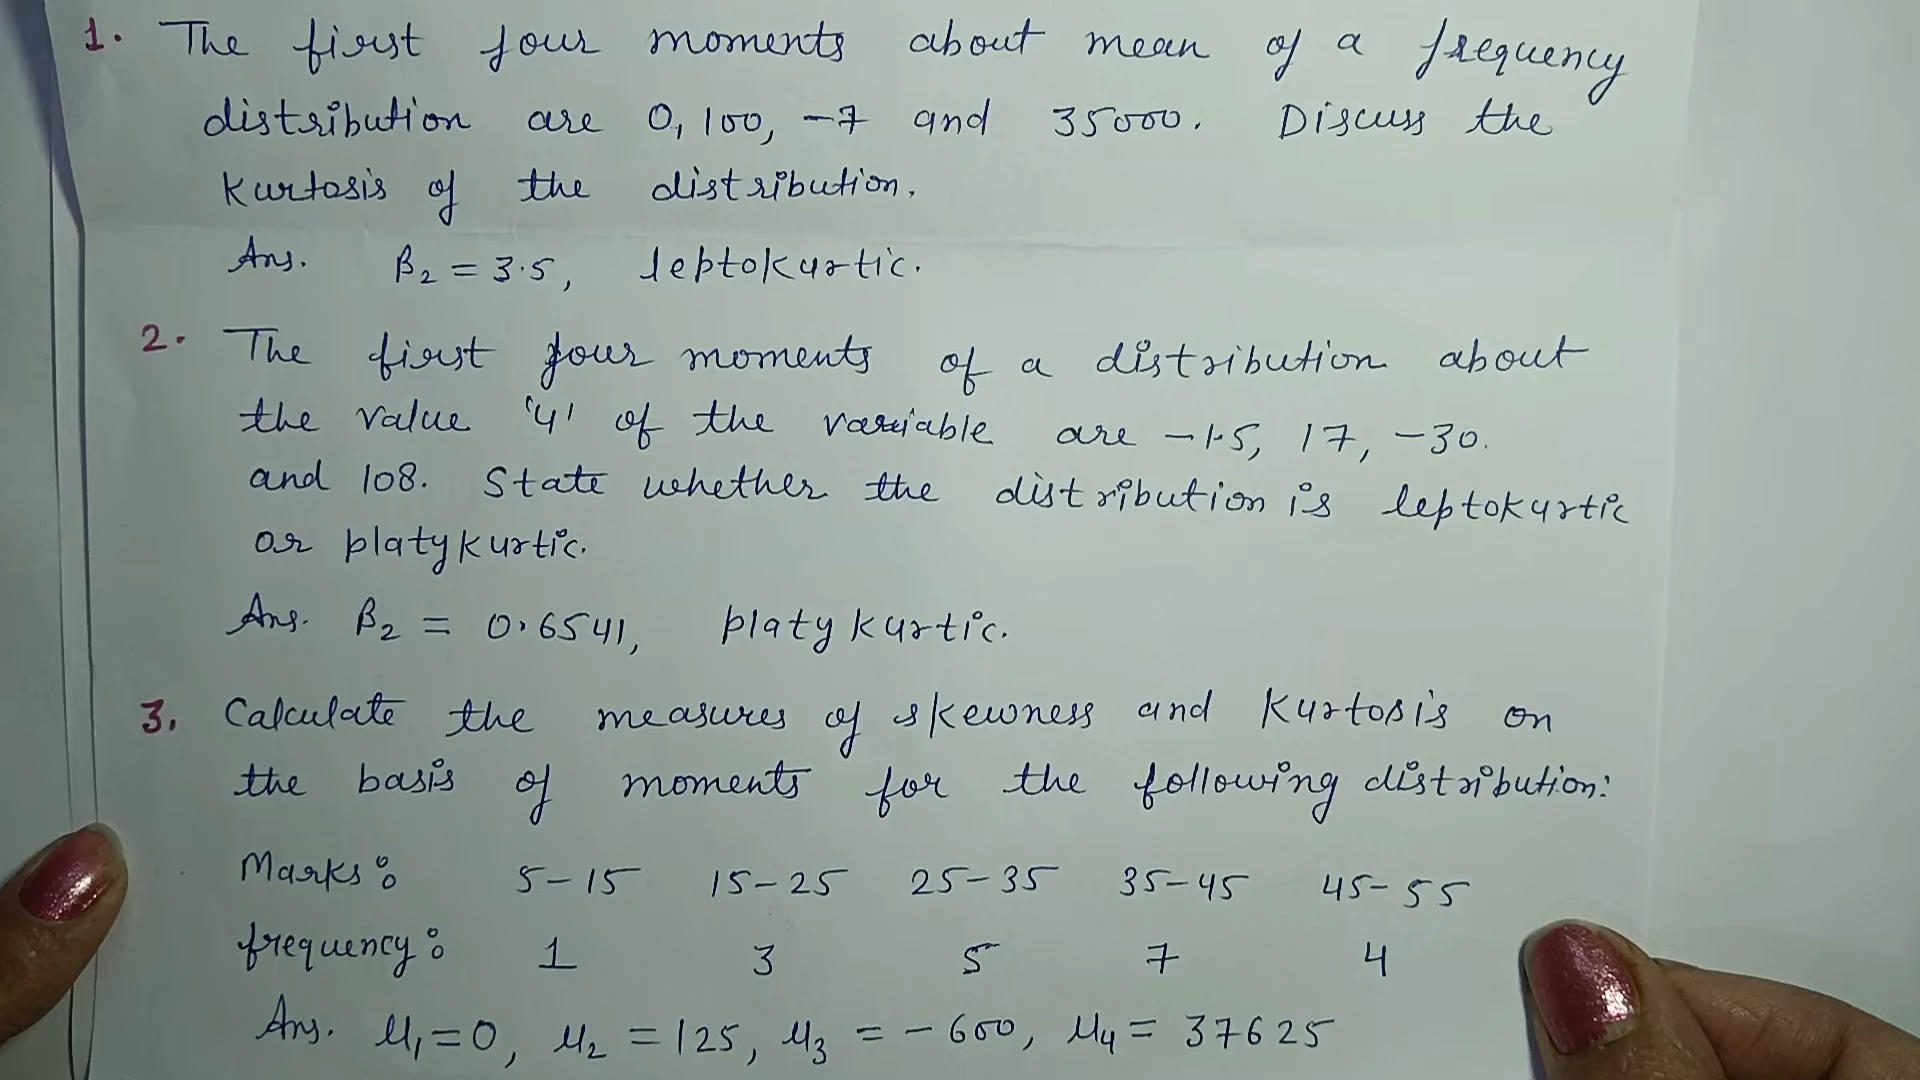 1. The first four moments about mean of a frequency
distribution are 0, 100, -7 and 35000. Discuss the
kurtosis of the distribution.
Ans. β₂ = 3.5, leptokurtic.
2. The first four moments of a distribution about
the value '4' of the variable are -1.5, 17, -30.
and 108. State whether the distribution is leptokurtic
or platykurtic.
Ans. β₂ = 0.6541, platykurtic.
3. Calculate the measures of skewness and kurtosis on
the basis of moments for the following distribution:
Marks: 5-15 15-25 25-35 35-45 45-55
frequency: 1 3 5 7 4
Ans. μ₁=0, μ₂ = 125, μ₃ = -600, μ₄ = 37625